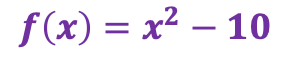 f(x) = x² − 10